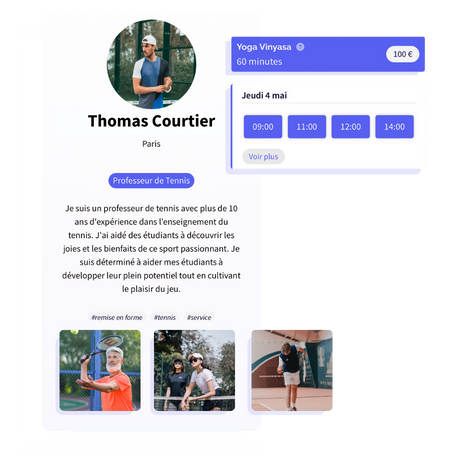 Thomas Courtier
Paris
Professeur de Tennis
Je suis un professeur de tennis avec plus de 10
ans d'expérience dans l'enseignement du
tennis. J'ai aidé des étudiants à découvrir les
joies et les bienfaits de ce sport passionnant. Je
suis déterminé à aider mes étudiants à
développer leur plein potentiel tout en cultivant
le plaisir du jeu.
#remise en forme #tennis #service
Yoga Vinyasa ?
60 minutes
100 €
Jeudi 4 mai
09:00 11:00 12:00 14:00
Voir plus